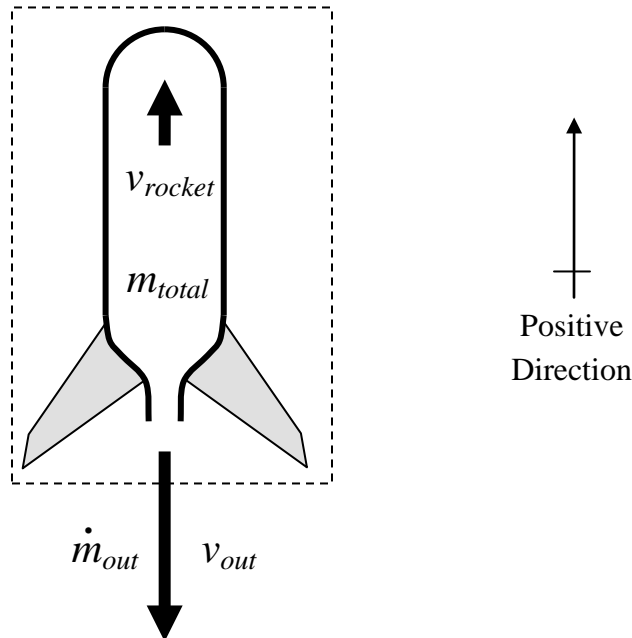 v_rocket
m_total
Positive
Direction
ṁ_out v_out